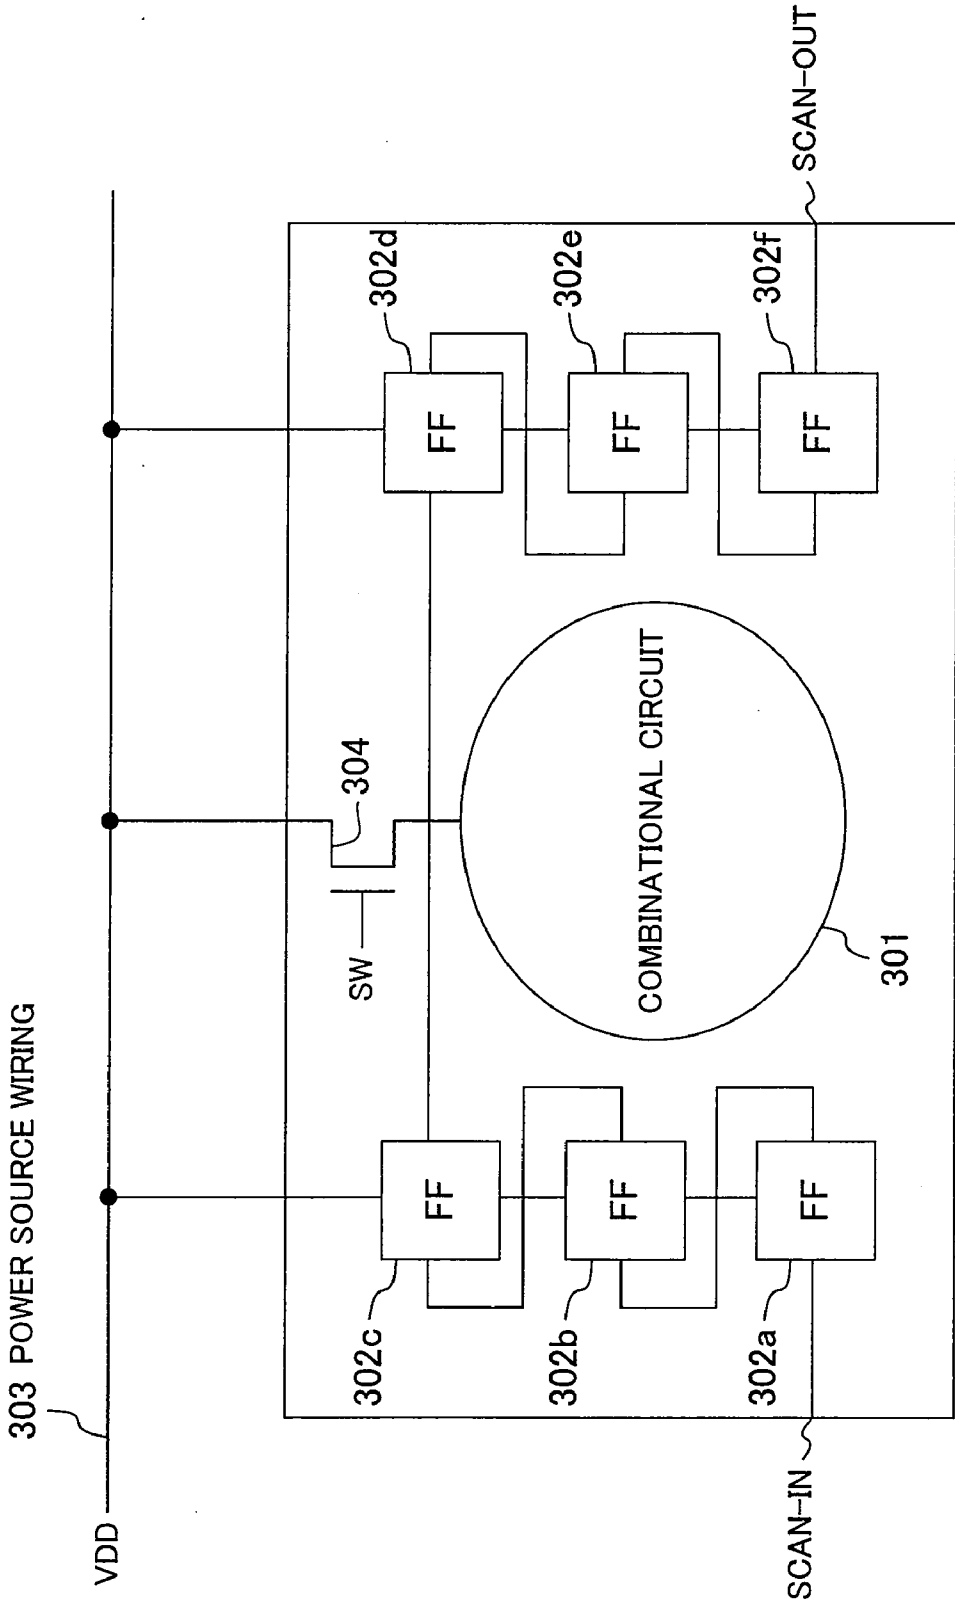 303 POWER SOURCE WIRING
VDD
SW
304
302c
302d
FF
FF
302b
302e
FF
FF
302a
302f
FF
FF
COMBINATIONAL CIRCUIT
301
SCAN-IN
SCAN-OUT